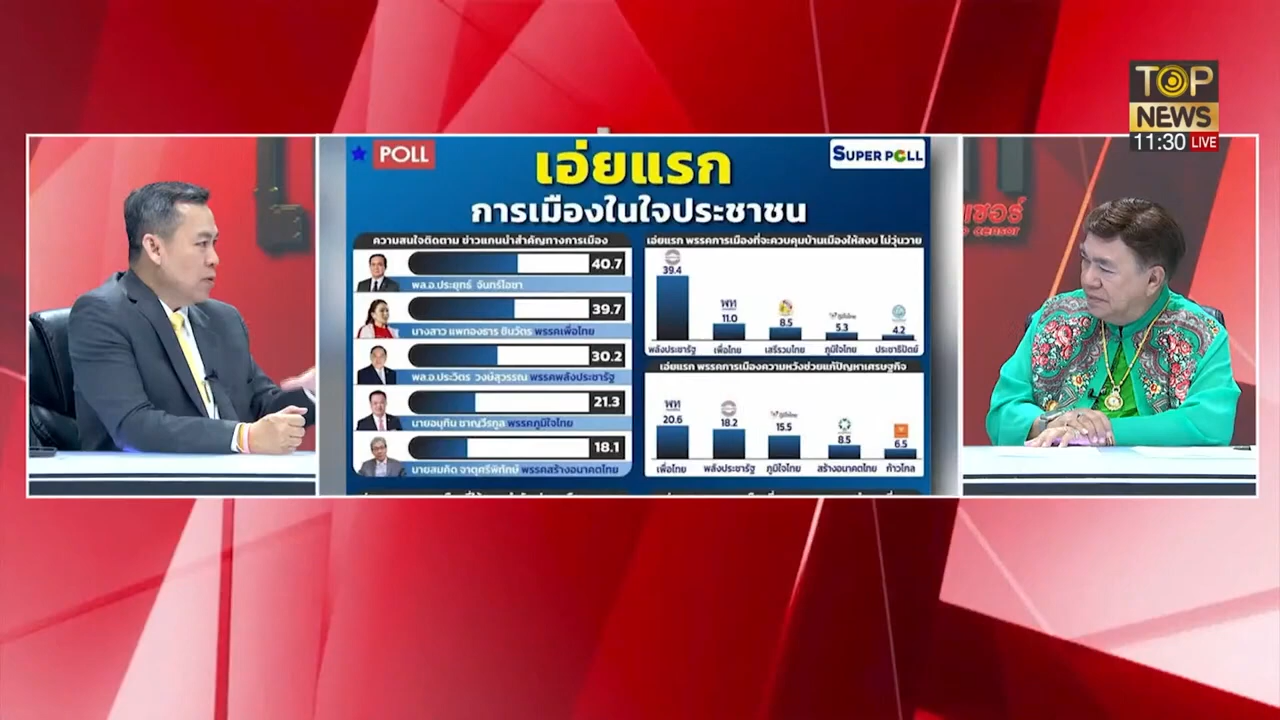 TOP
NEWS
11:30 LIVE
POLL
เอ่ยแรก
SUPER POLL
การเมืองในใจประชาชน
ความสนใจติดตาม ข่าวแกนนำสำคัญทางการเมือง
40.7
พล.อ.ประยุทธ์ จันทร์โอชา
39.7
นางสาว แพทองธาร ชินวัตร พรรคเพื่อไทย
30.2
พล.อ.ประวิตร วงษ์สุวรรณ พรรคพลังประชารัฐ
21.3
นายอนุทิน ชาญวีรกูล พรรคภูมิใจไทย
18.1
นายสมคิด จาตุศรีพิทักษ์ พรรคสร้างอนาคตไทย
เอ่ยแรก พรรคการเมืองที่จะควบคุมบ้านเมืองให้สงบ ไม่วุ่นวาย
39.4
พท
11.0
8.5
5.3
4.2
พลังประชารัฐ เพื่อไทย เสรีรวมไทย ภูมิใจไทย ประชาธิปัตย์
เอ่ยแรก พรรคการเมืองความหวังช่วยแก้ปัญหาเศรษฐกิจ
พท
20.6
18.2
15.5
8.5
6.5
เพื่อไทย พลังประชารัฐ ภูมิใจไทย สร้างอนาคตไทย ก้าวไกล
censor